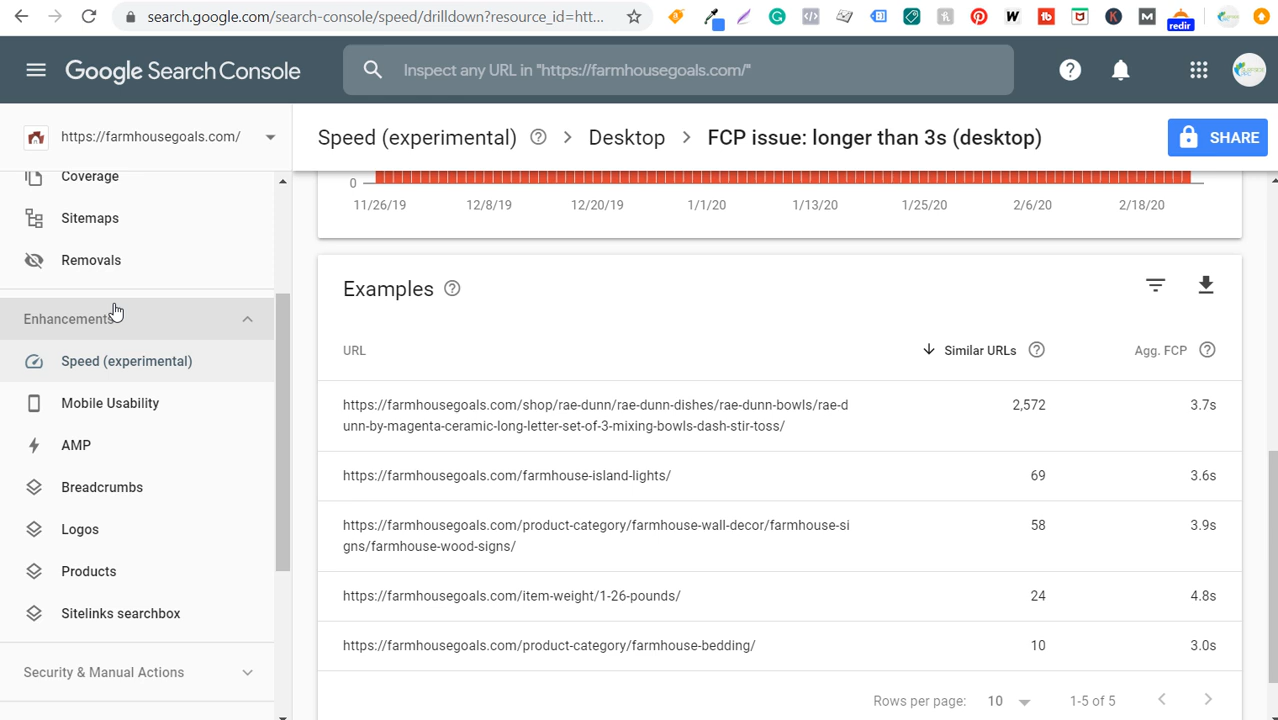 search.google.com/search-console/speed/drilldown?resource_id=htt...
W
tb
K
M
redir
Google Search Console
Inspect any URL in "https://farmhousegoals.com/"
https://farmhousegoals.com/
Speed (experimental) > Desktop > FCP issue: longer than 3s (desktop)
SHARE
Coverage
Sitemaps
Removals
Enhancements
Speed (experimental)
Mobile Usability
AMP
Breadcrumbs
Logos
Products
Sitelinks searchbox
Security & Manual Actions
0
11/26/19 12/8/19 12/20/19 1/1/20 1/13/20 1/25/20 2/6/20 2/18/20
Examples
URL Similar URLs Agg. FCP
https://farmhousegoals.com/shop/rae-dunn/rae-dunn-dishes/rae-dunn-bowls/rae-d 2,572 3.7s
unn-by-magenta-ceramic-long-letter-set-of-3-mixing-bowls-dash-stir-toss/
https://farmhousegoals.com/farmhouse-island-lights/ 69 3.6s
https://farmhousegoals.com/product-category/farmhouse-wall-decor/farmhouse-si 58 3.9s
gns/farmhouse-wood-signs/
https://farmhousegoals.com/item-weight/1-26-pounds/ 24 4.8s
https://farmhousegoals.com/product-category/farmhouse-bedding/ 10 3.0s
Rows per page: 10 1-5 of 5